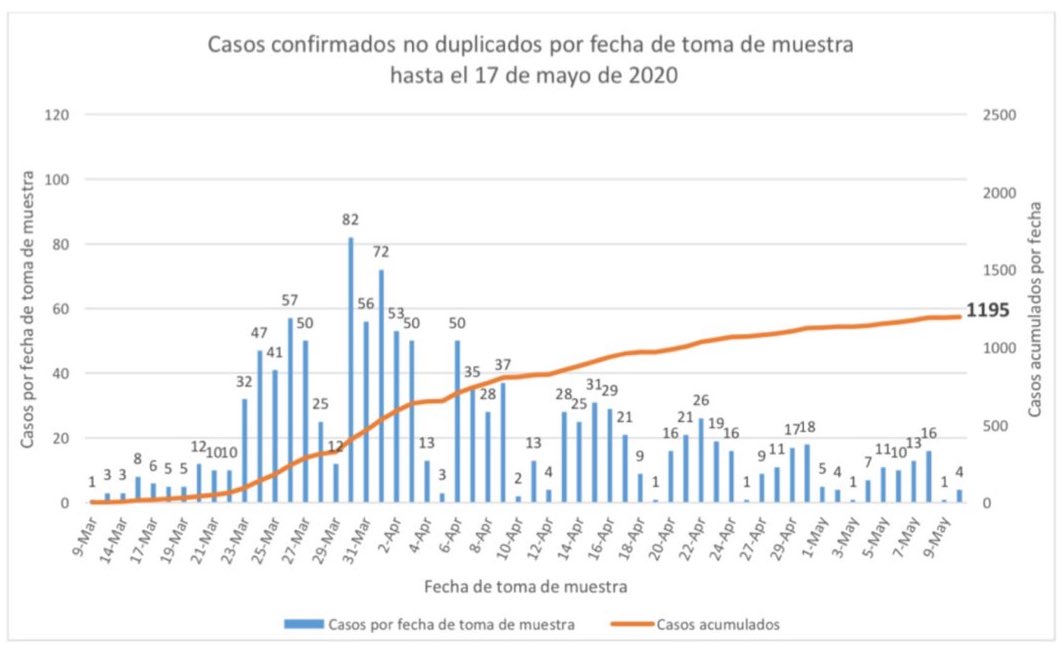 Casos confirmados no duplicados por fecha de toma de muestra
hasta el 17 de mayo de 2020
Casos por fecha de toma de muestra
120
100
80
60
40
20
0
1
3
3
8
6
5
5
12
10
10
32
47
41
57
50
25
12
82
56
72
53
50
13
3
50
35
28
37
2
13
4
28
25
31
29
21
9
1
16
21
26
19
16
1
9
11
17
18
5
4
1
7
11
10
13
16
1
4
1195
2500
2000
1500
1000
500
0
Casos acumulados por fecha
9-Mar
14-Mar
17-Mar
19-Mar
21-Mar
23-Mar
25-Mar
27-Mar
29-Mar
31-Mar
2-Apr
4-Apr
6-Apr
8-Apr
10-Apr
12-Apr
14-Apr
16-Apr
18-Apr
20-Apr
22-Apr
24-Apr
27-Apr
29-Apr
1-May
3-May
5-May
7-May
9-May
Fecha de toma de muestra
Casos por fecha de toma de muestra
Casos acumulados